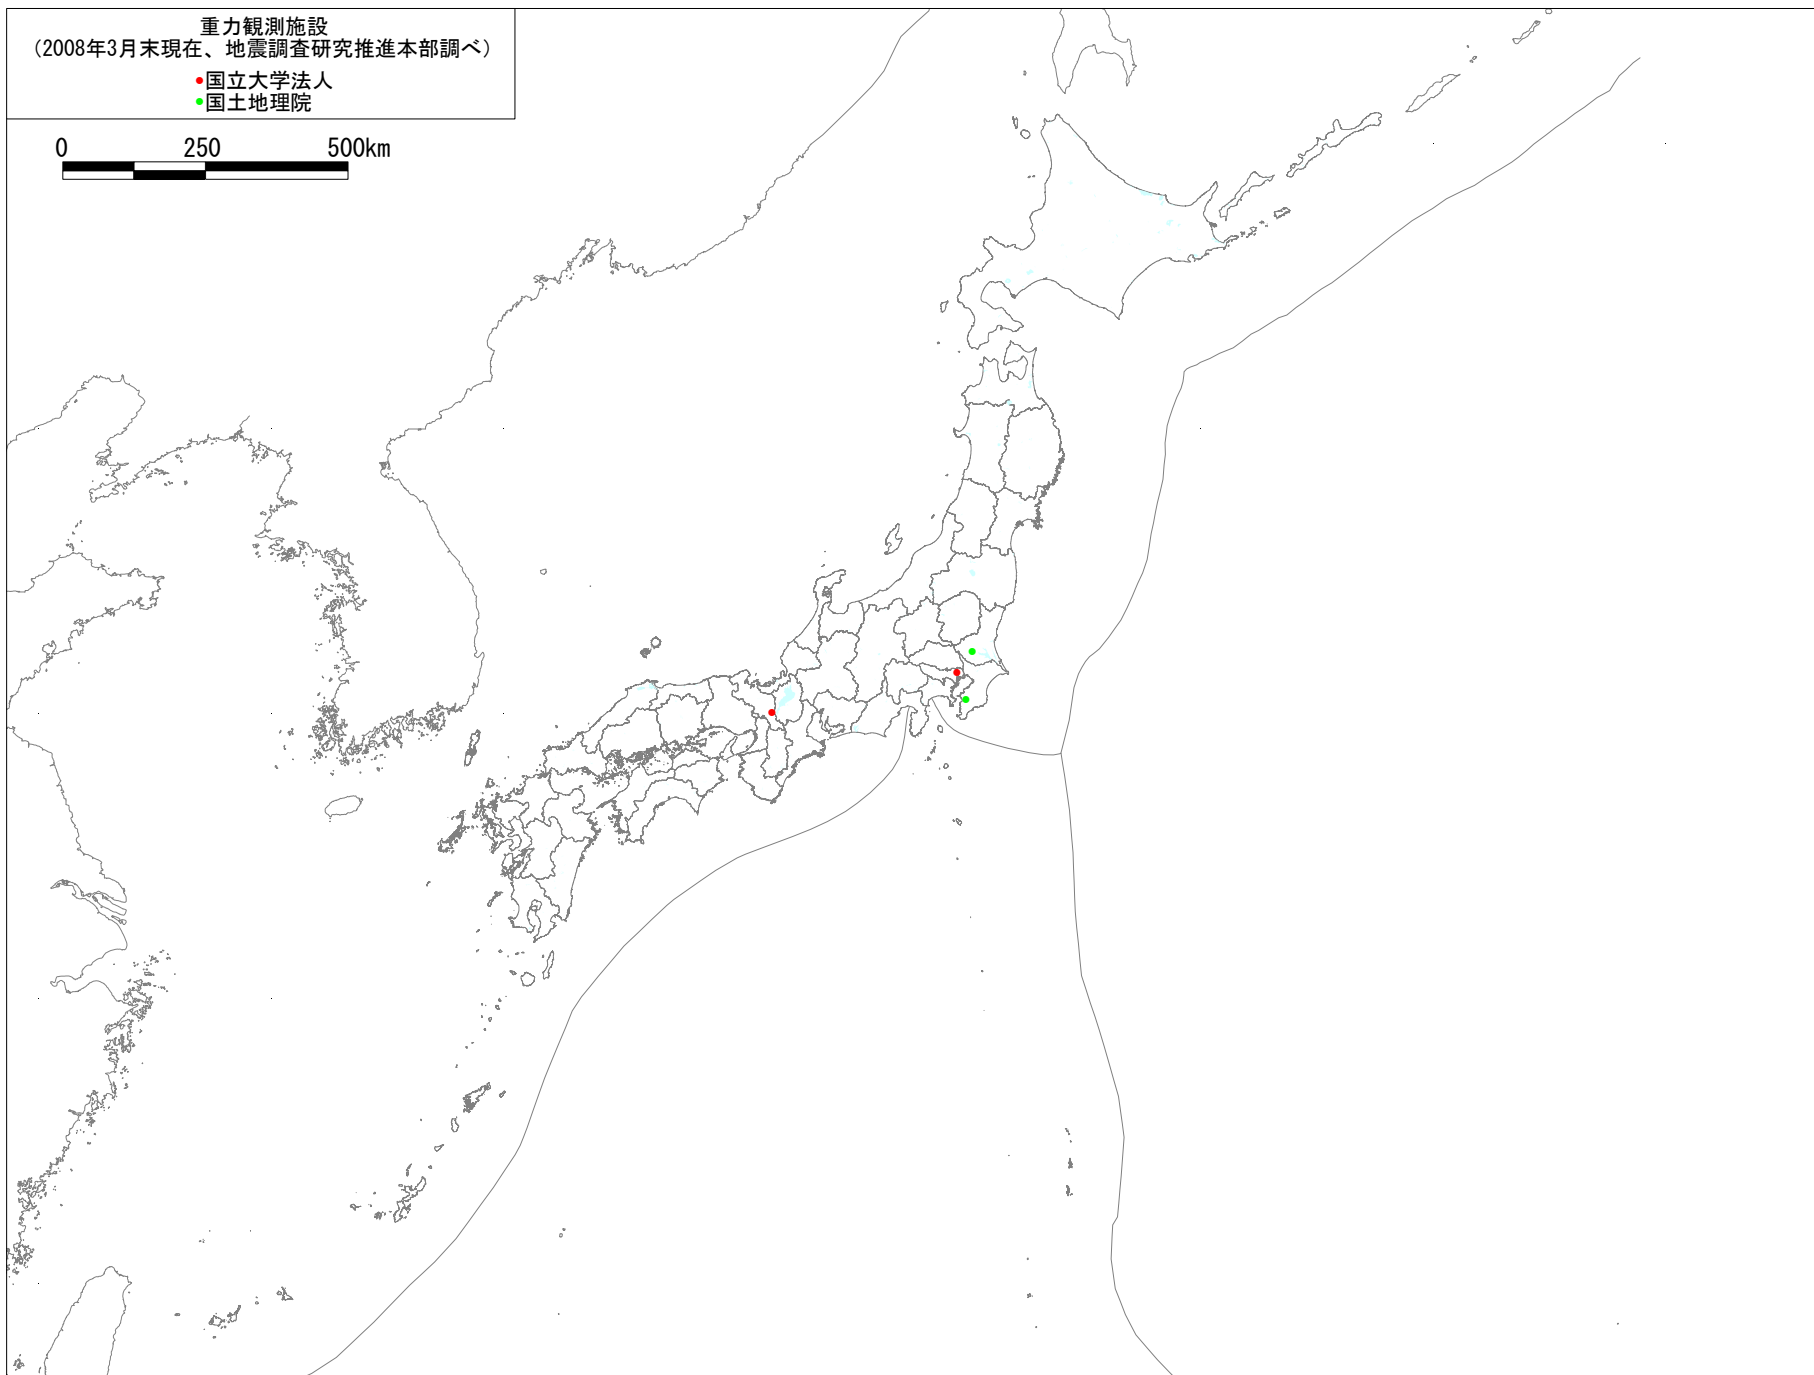 重力観測施設
（2008年3月末現在、地震調査研究推進本部調べ）
国立大学法人
国土地理院
0 250 500km